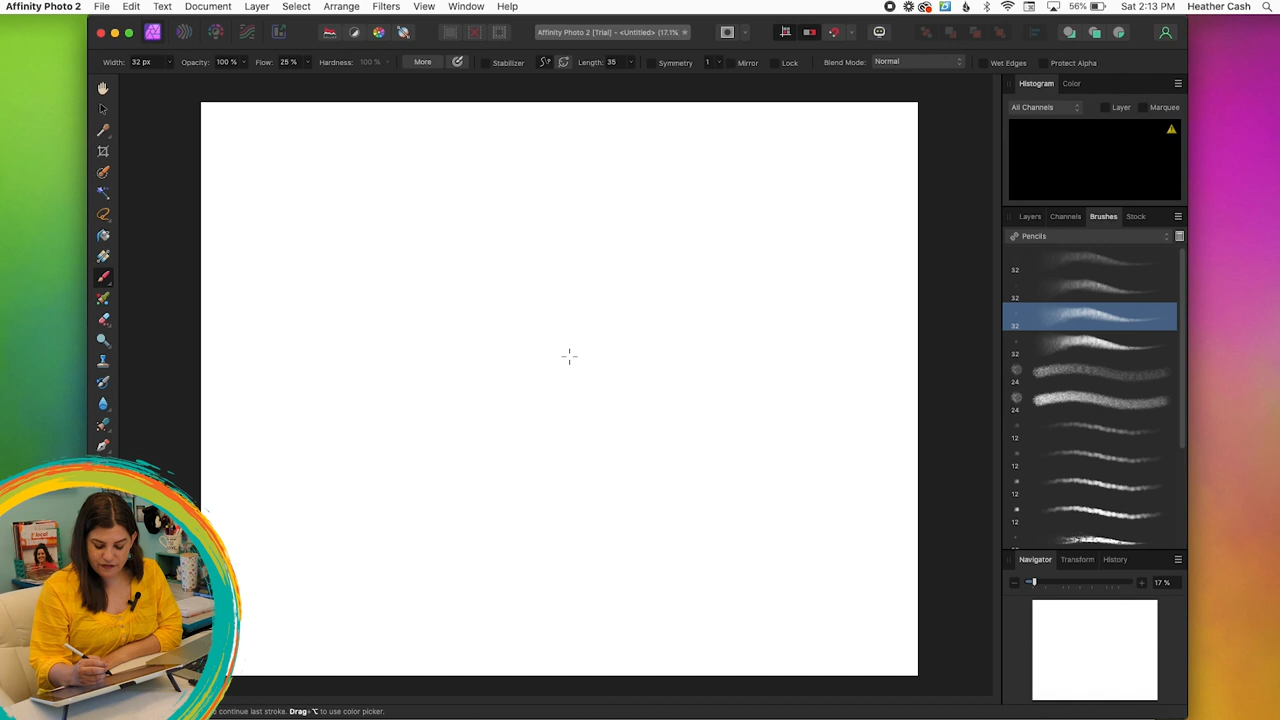 Affinity Photo 2 File Edit Text Document Layer Select Arrange Filters View Window Help 56% Sat 2:13 PM Heather Cash
Affinity Photo 2 [Trial] - <Untitled> (17.1%
Width: 32 px Opacity: 100 % Flow: 25 % Hardness: 100 % More Stabilizer Length: 35 Symmetry 1 Mirror Lock Blend Mode: Normal Wet Edges Protect Alpha
Histogram Color
All Channels Layer Marquee
Layers Channels Brushes Stock
Pencils
32
32
32
32
24
24
12
12
12
Navigator Transform History
17 %
to continue last stroke. Drag+⌥ to use color picker.